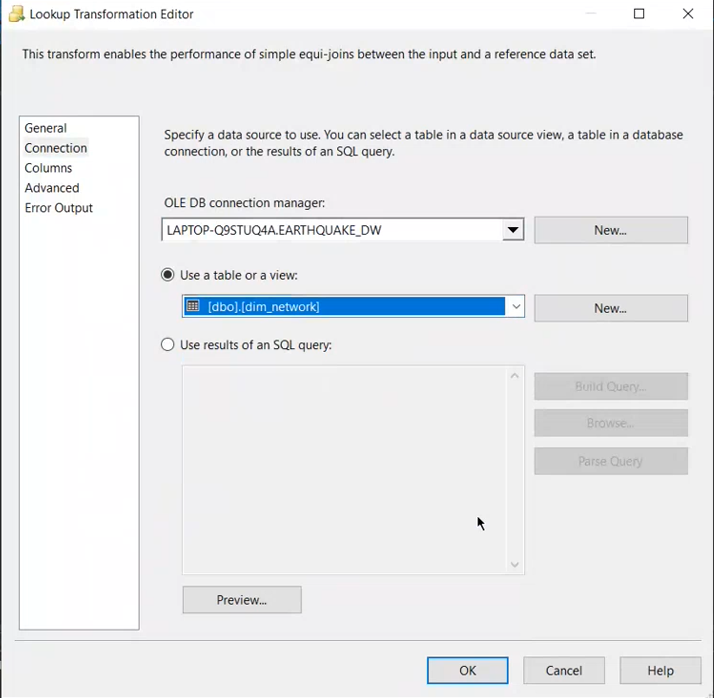 Lookup Transformation Editor
This transform enables the performance of simple equi-joins between the input and a reference data set.
General
Connection
Columns
Advanced
Error Output
Specify a data source to use. You can select a table in a data source view, a table in a database
connection, or the results of an SQL query.
OLE DB connection manager:
LAPTOP-Q9STUQ4A.EARTHQUAKE_DW
New...
Use a table or a view:
[dbo].[dim_network]
New...
Use results of an SQL query:
Build Query...
Browse...
Parse Query
Preview...
OK
Cancel
Help